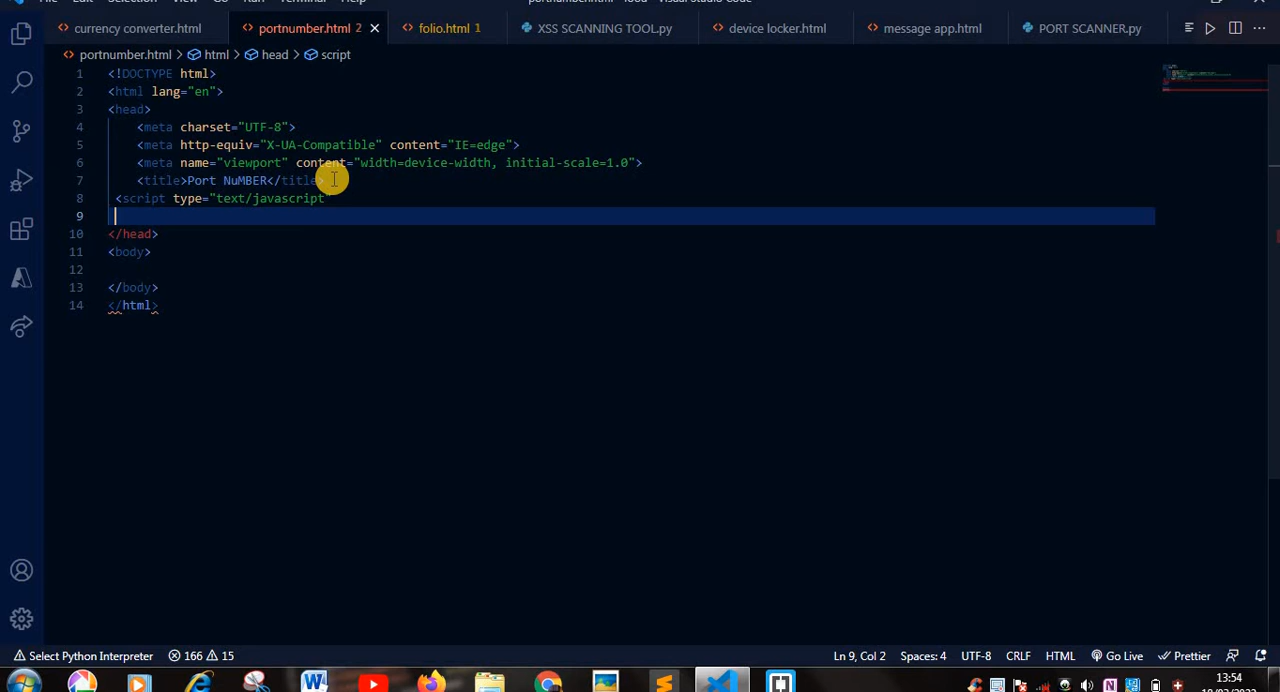 currency converter.html portnumber.html 2 folio.html 1 XSS SCANNING TOOL.py device locker.html message app.html PORT SCANNER.py
portnumber.html > html > head > script
1 <!DOCTYPE html>
2 <html lang="en">
3 <head>
4 <meta charset="UTF-8">
5 <meta http-equiv="X-UA-Compatible" content="IE=edge">
6 <meta name="viewport" content="width=device-width, initial-scale=1.0">
7 <title>Port NuMBER</title>
8 <script type="text/javascript"
9
10 </head>
11 <body>
12
13 </body>
14 </html>
Select Python Interpreter 166 15 Ln 9, Col 2 Spaces: 4 UTF-8 CRLF HTML Go Live Prettier
13:54